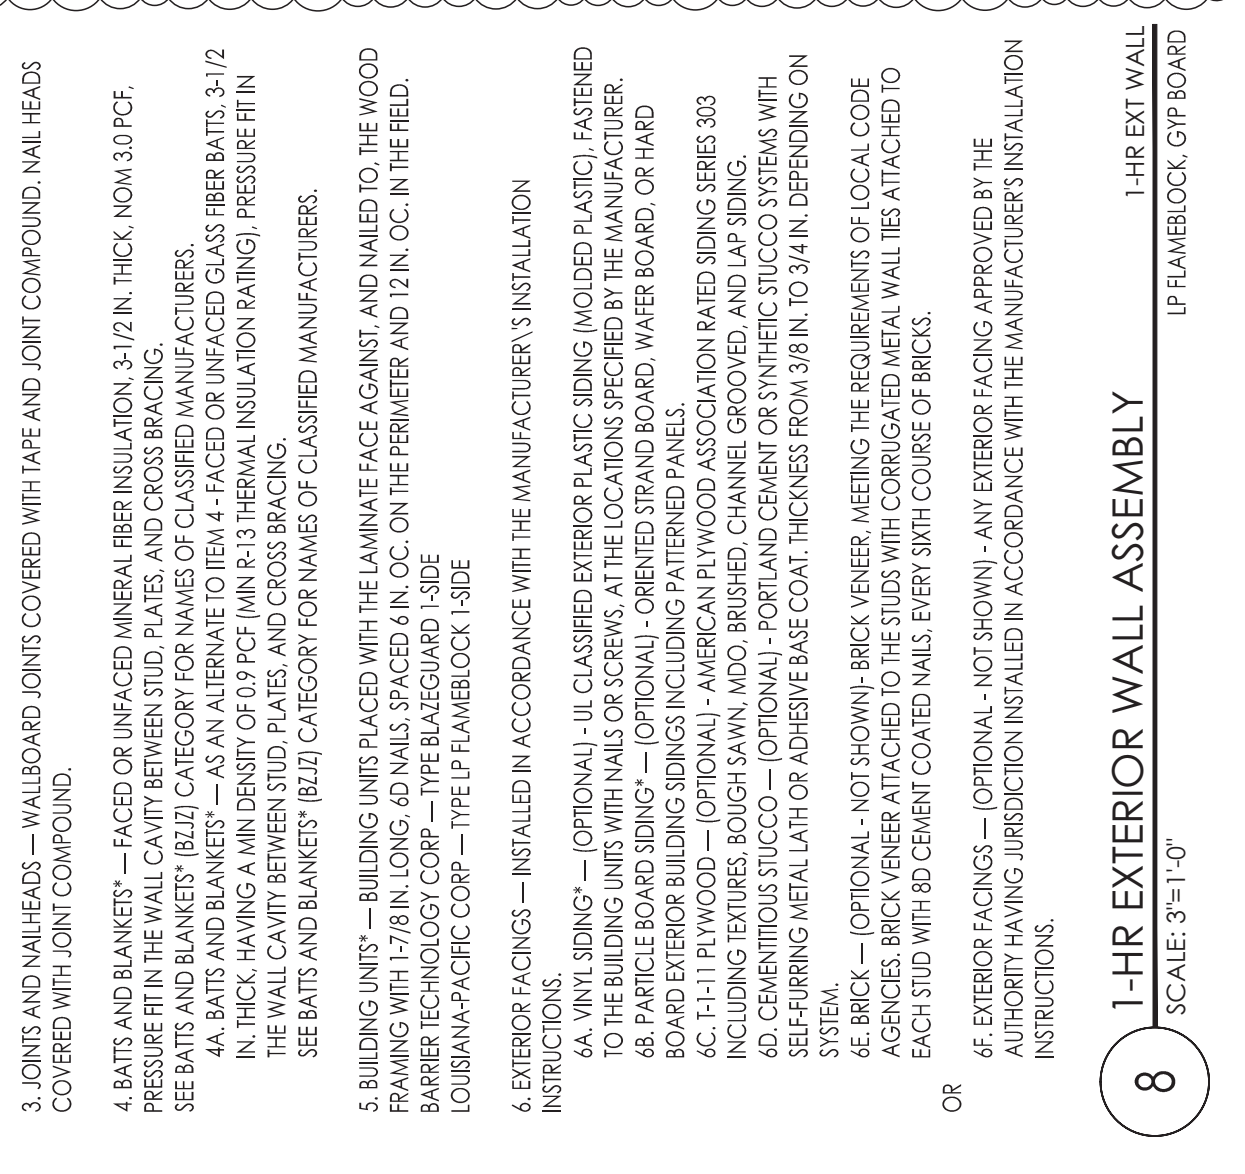 3. JOINTS AND NAILHEADS — WALLBOARD JOINTS COVERED WITH TAPE AND JOINT COMPOUND. NAIL HEADS
COVERED WITH JOINT COMPOUND.
4. BATTS AND BLANKETS* — FACED OR UNFACED MINERAL FIBER INSULATION, 3-1/2 IN. THICK, NOM 3.0 PCF,
PRESSURE FIT IN THE WALL CAVITY BETWEEN STUD, PLATES, AND CROSS BRACING.
SEE BATTS AND BLANKETS* (BZJZ) CATEGORY FOR NAMES OF CLASSIFIED MANUFACTURERS.
4A. BATTS AND BLANKETS* — AS AN ALTERNATE TO ITEM 4 - FACED OR UNFACED GLASS FIBER BATTS, 3-1/2
IN. THICK, HAVING A MIN DENSITY OF 0.9 PCF (MIN R-13 THERMAL INSULATION RATING), PRESSURE FIT IN
THE WALL CAVITY BETWEEN STUD, PLATES, AND CROSS BRACING.
SEE BATTS AND BLANKETS* (BZJZ) CATEGORY FOR NAMES OF CLASSIFIED MANUFACTURERS.
5. BUILDING UNITS* — BUILDING UNITS PLACED WITH THE LAMINATE FACE AGAINST, AND NAILED TO, THE WOOD
FRAMING WITH 1-7/8 IN. LONG, 6D NAILS, SPACED 6 IN. OC. ON THE PERIMETER AND 12 IN. OC. IN THE FIELD.
BARRIER TECHNOLOGY CORP — TYPE BLAZEGUARD 1-SIDE
LOUISIANA-PACIFIC CORP — TYPE LP FLAMEBLOCK 1-SIDE
6. EXTERIOR FACINGS — INSTALLED IN ACCORDANCE WITH THE MANUFACTURER\'S INSTALLATION
INSTRUCTIONS.
6A. VINYL SIDING* — (OPTIONAL) - UL CLASSIFIED EXTERIOR PLASTIC SIDING (MOLDED PLASTIC), FASTENED
TO THE BUILDING UNITS WITH NAILS OR SCREWS, AT THE LOCATIONS SPECIFIED BY THE MANUFACTURER.
6B. PARTICLE BOARD SIDING* — (OPTIONAL) - ORIENTED STRAND BOARD, WAFER BOARD, OR HARD
BOARD EXTERIOR BUILDING SIDINGS INCLUDING PATTERNED PANELS.
6C. T-1-11 PLYWOOD — (OPTIONAL) - AMERICAN PLYWOOD ASSOCIATION RATED SIDING SERIES 303
INCLUDING TEXTURES, BOUGH SAWN, MDO, BRUSHED, CHANNEL GROOVED, AND LAP SIDING.
6D. CEMENTITIOUS STUCCO — (OPTIONAL) - PORTLAND CEMENT OR SYNTHETIC STUCCO SYSTEMS WITH
SELF-FURRING METAL LATH OR ADHESIVE BASE COAT. THICKNESS FROM 3/8 IN. TO 3/4 IN. DEPENDING ON
SYSTEM.
6E. BRICK — (OPTIONAL - NOT SHOWN)- BRICK VENEER, MEETING THE REQUIREMENTS OF LOCAL CODE
AGENCIES. BRICK VENEER ATTACHED TO THE STUDS WITH CORRUGATED METAL WALL TIES ATTACHED TO
EACH STUD WITH 8D CEMENT COATED NAILS, EVERY SIXTH COURSE OF BRICKS.
OR
6F. EXTERIOR FACINGS — (OPTIONAL - NOT SHOWN) - ANY EXTERIOR FACING APPROVED BY THE
AUTHORITY HAVING JURISDICTION INSTALLED IN ACCORDANCE WITH THE MANUFACTURER'S INSTALLATION
INSTRUCTIONS.
8
1-HR EXTERIOR WALL ASSEMBLY
1-HR EXT WALL
SCALE: 3"= 1'-0"
LP FLAMEBLOCK, GYP BOARD